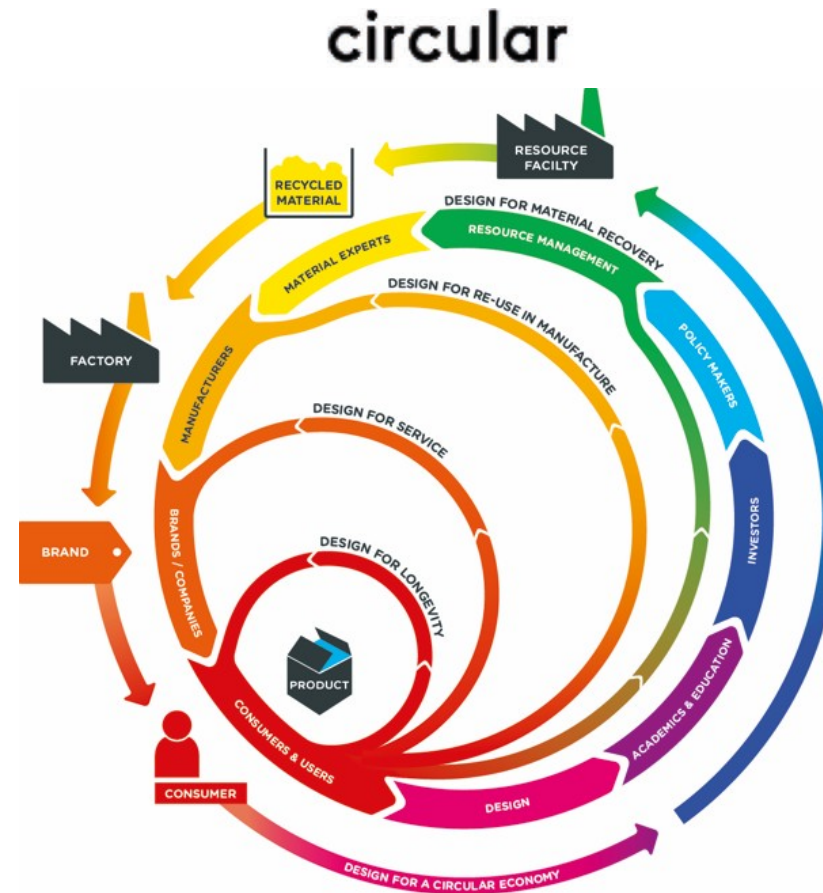 circular
RESOURCE
FACILTY
RECYCLED
MATERIAL
DESIGN FOR MATERIAL RECOVERY
RESOURCE MANAGEMENT
MATERIAL EXPERTS
DESIGN FOR RE-USE IN MANUFACTURE
POLICY MAKERS
FACTORY
MANUFACTURERS
DESIGN FOR SERVICE
INVESTORS
BRAND
BRANDS / COMPANIES
DESIGN FOR LONGEVITY
PRODUCT
CONSUMERS & USERS
ACADEMICS & EDUCATION
CONSUMER
DESIGN
DESIGN FOR A CIRCULAR ECONOMY